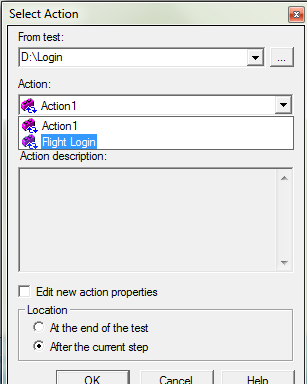 Select Action
From test:
D:\Login
...
Action:
Action1
Action1
Flight Login
Action description:
Edit new action properties
Location
At the end of the test
After the current step
OK Cancel Help